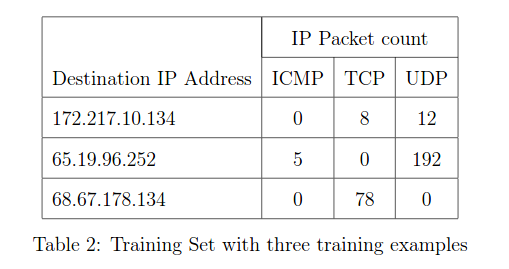 IP Packet count
Destination IP Address ICMP TCP UDP
172.217.10.134 0 8 12
65.19.96.252 5 0 192
68.67.178.134 0 78 0
Table 2: Training Set with three training examples